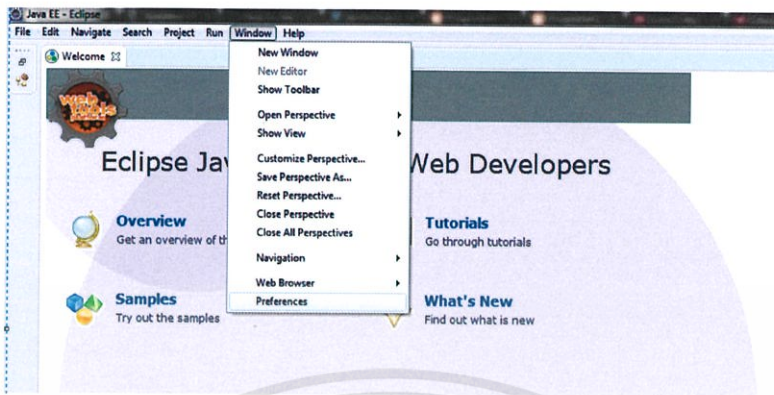 Java EE - Eclipse
File Edit Navigate Search Project Run Window Help
Welcome
New Window
New Editor
Show Toolbar
Open Perspective
Show View
Customize Perspective...
Save Perspective As...
Reset Perspective...
Close Perspective
Close All Perspectives
Navigation
Web Browser
Preferences
web
tools
Eclipse Jav
Web Developers
Overview
Get an overview of th
Tutorials
Go through tutorials
Samples
Try out the samples
What's New
Find out what is new